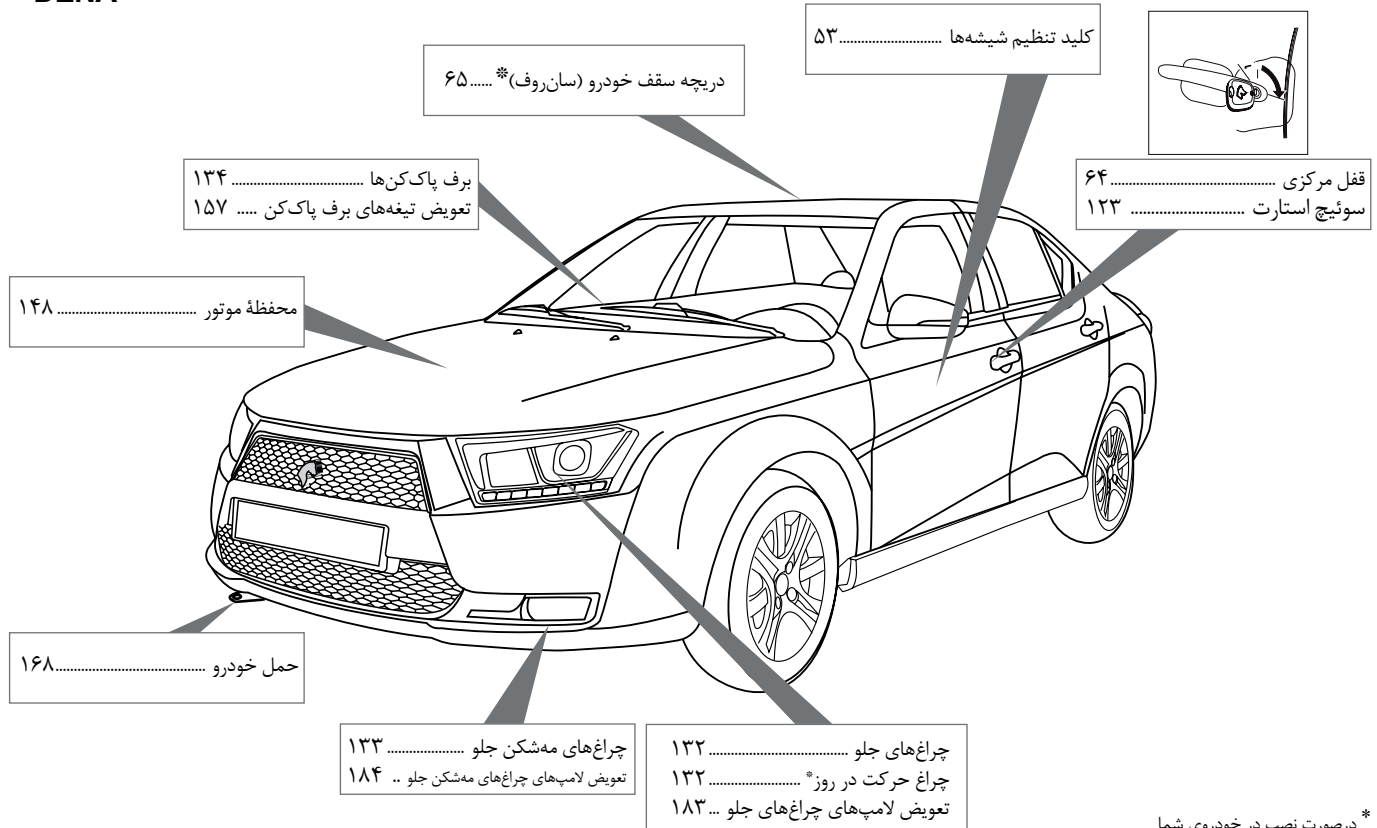 کلید تنظیم شیشه‌ها ........................... ۵۳
دریچه سقف خودرو (سان‌روف)* ...... ۶۵
قفل مرکزی ........................................... ۶۴
سوئیچ استارت ............................ ۱۲۳
برف پاک‌کن‌ها .................................. ۱۳۴
تعویض تیغه‌های برف پاک‌کن ..... ۱۵۷
محفظهٔ موتور ................................... ۱۴۸
حمل خودرو ....................................... ۱۶۸
چراغ‌های مه‌شکن جلو .................... ۱۳۳
تعویض لامپ‌های چراغ‌های مه‌شکن جلو .. ۱۸۴
چراغ‌های جلو .................................... ۱۳۲
چراغ حرکت در روز* ........................ ۱۳۲
تعویض لامپ‌های چراغ‌های جلو ... ۱۸۳
* درصورت نصب در خودروی شما